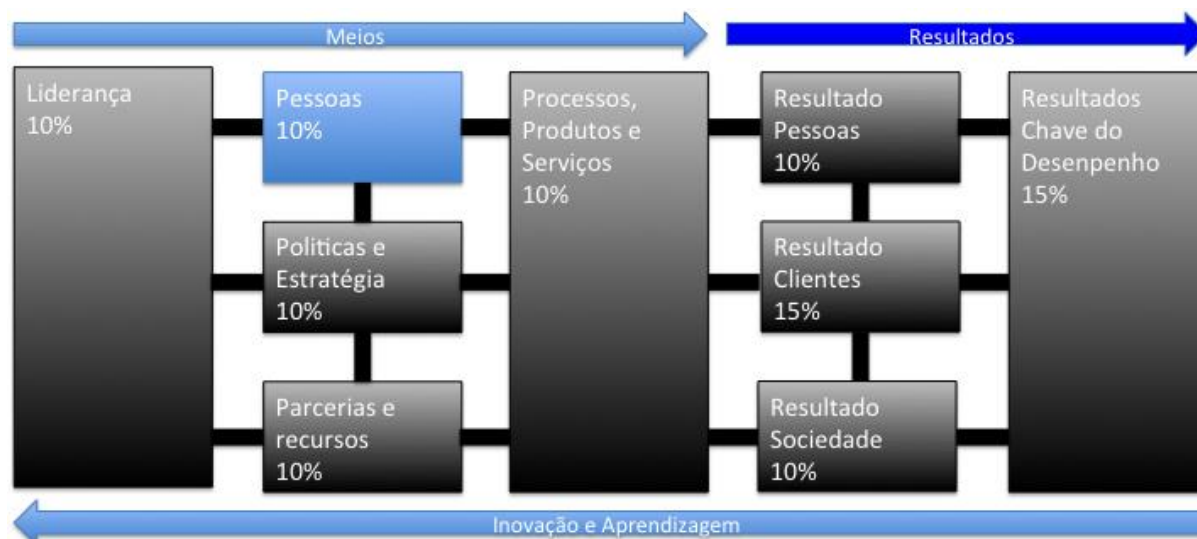 Meios
Resultados
Liderança
10%
Pessoas
10%
Politicas e
Estratégia
10%
Parcerias e
recursos
10%
Processos,
Produtos e
Serviços
10%
Resultado
Pessoas
10%
Resultado
Clientes
15%
Resultado
Sociedade
10%
Resultados
Chave do
Desenpenho
15%
Inovação e Aprendizagem